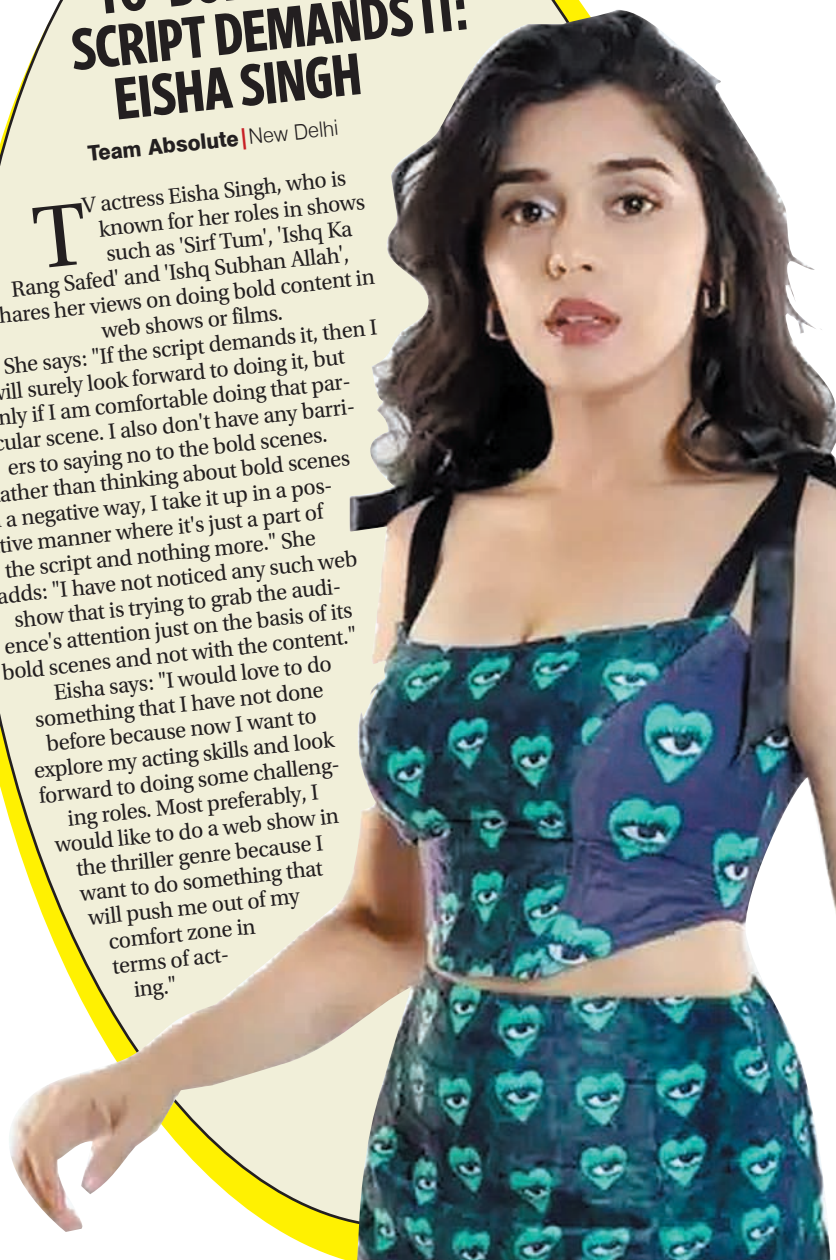 SCRIPT DEMANDS IT:
EISHA SINGH
Team Absolute|New Delhi
TV actress Eisha Singh, who is
known for her roles in shows
such as 'Sirf Tum', 'Ishq Ka
Rang Safed' and 'Ishq Subhan Allah',
hares her views on doing bold content in
web shows or films.
She says: "If the script demands it, then I
will surely look forward to doing it, but
nly if I am comfortable doing that par-
cular scene. I also don't have any barri-
ers to saying no to the bold scenes.
ather than thinking about bold scenes
a negative way, I take it up in a pos-
tive manner where it's just a part of
the script and nothing more." She
adds: "I have not noticed any such web
show that is trying to grab the audi-
ence's attention just on the basis of its
bold scenes and not with the content."
Eisha says: "I would love to do
something that I have not done
before because now I want to
explore my acting skills and look
forward to doing some challeng-
ing roles. Most preferably, I
would like to do a web show in
the thriller genre because I
want to do something that
will push me out of my
comfort zone in
terms of act-
ing."